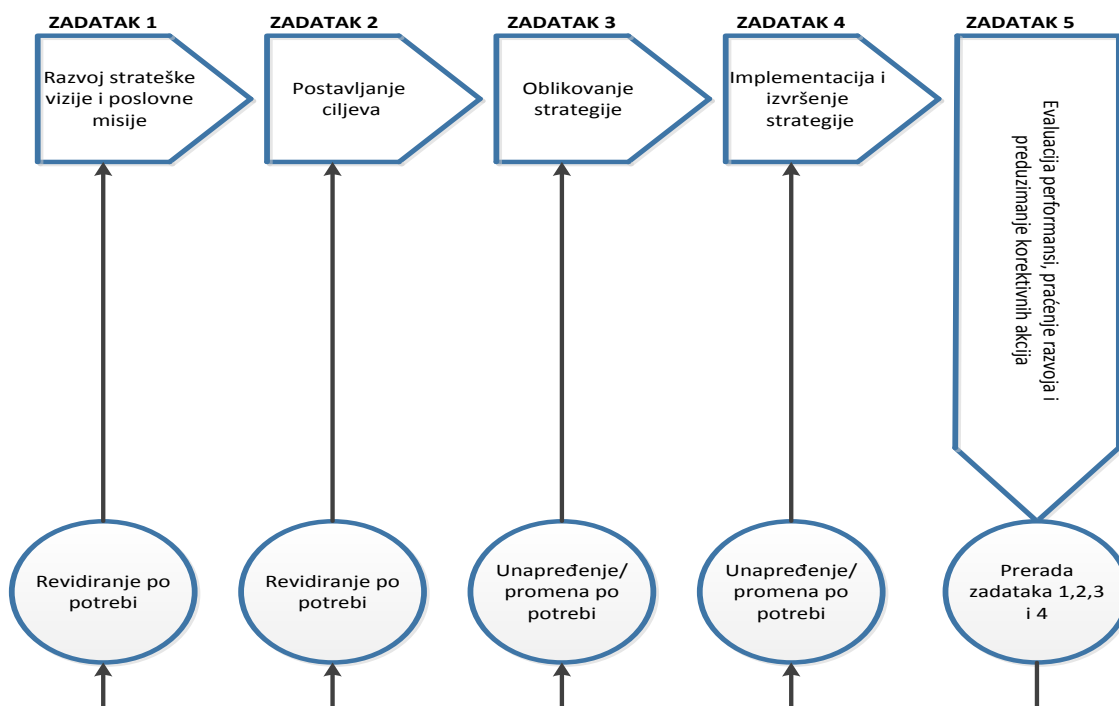 ZADATAK 1
ZADATAK 2
ZADATAK 3
ZADATAK 4
ZADATAK 5
Razvoj strateške
vizije i poslovne
misije
Postavljanje
ciljeva
Oblikovanje
strategije
Implementacija i
izvršenje
strategije
Evaluacija performansi, praćenje razvoja i
preduzimanje korektivnih akcija
Revidiranje po
potrebi
Revidiranje po
potrebi
Unapređenje/
promena po
potrebi
Unapređenje/
promena po
potrebi
Prerada
zadataka 1,2,3
i 4